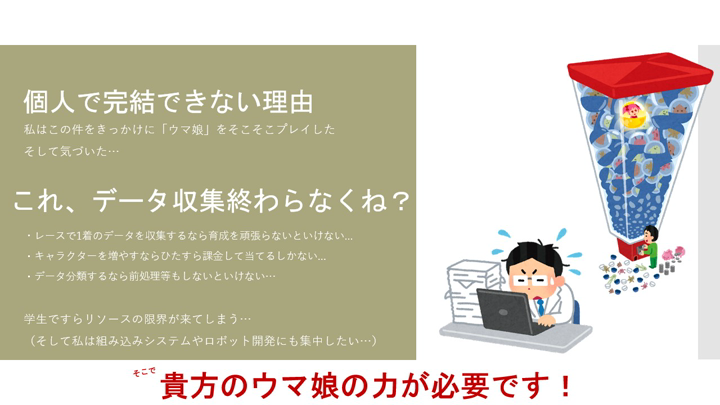 個人で完結できない理由
私はこの件をきっかけに「ウマ娘」をそこそこプレイした
そして気づいた…
これ、データ収集終わらなくね？
・レースで1着のデータを収集するなら育成を頑張らないといけない…
・キャラクターを増やすならひたすら課金して当てるしかない…
・データ分類するなら前処理等もしないといけない…
学生ですらリソースの限界が来てしまう…
（そして私は組み込みシステムやロボット開発にも集中したい…）
そこで
貴方のウマ娘の力が必要です！